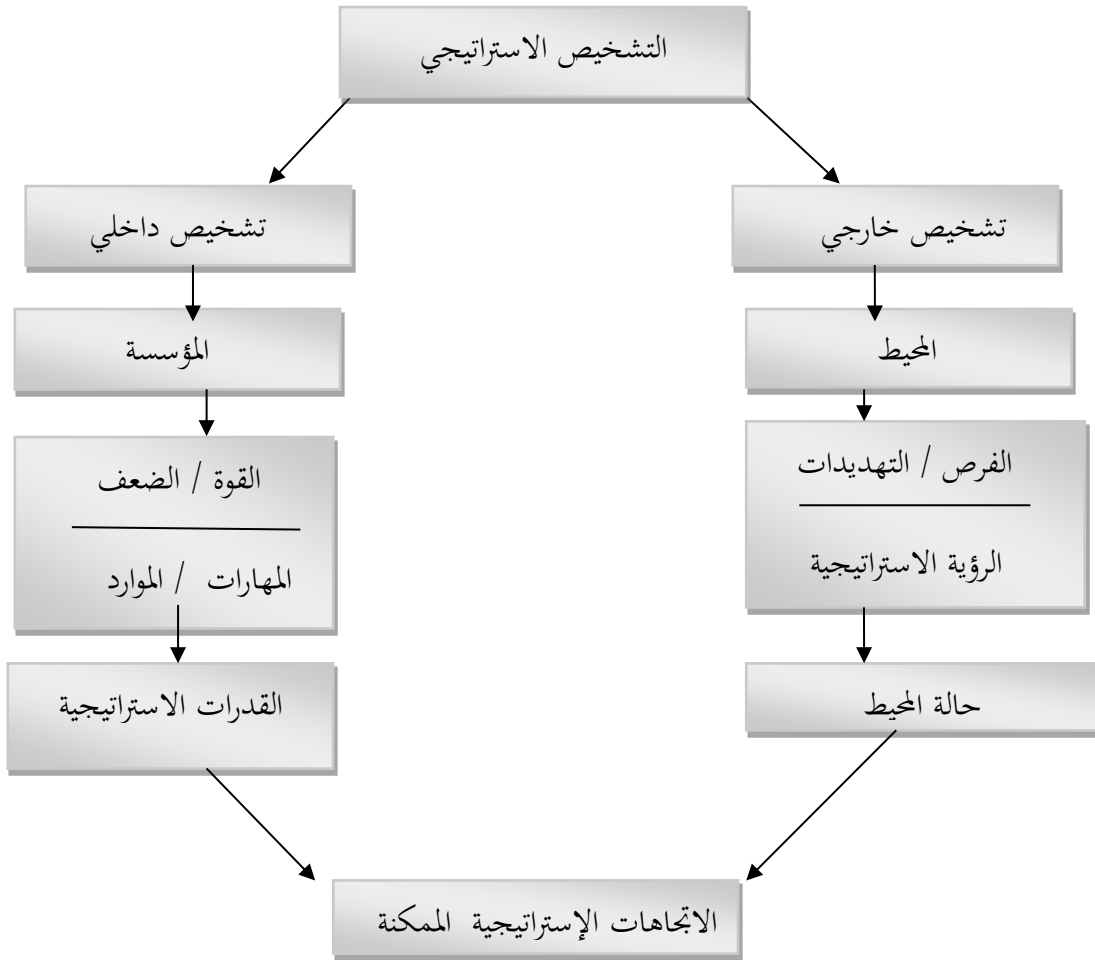 التشخيص الاستراتيجي
تشخيص خارجي
تشخيص داخلي
المحيط
المؤسسة
الفرص / التهديدات
الرؤية الاستراتيجية
القوة / الضعف
المهارات / الموارد
حالة المحيط
القدرات الاستراتيجية
الاتجاهات الإستراتيجية الممكنة